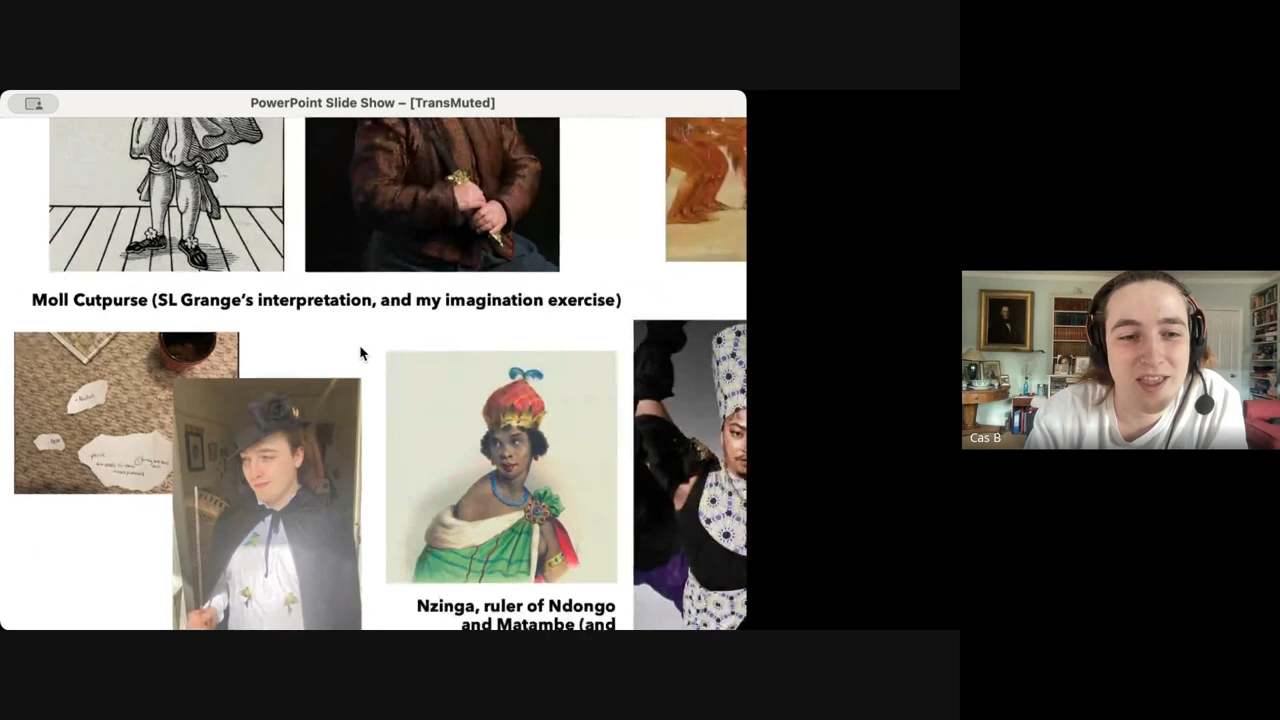 PowerPoint Slide Show – [TransMuted]
Moll Cutpurse (SL Grange's interpretation, and my imagination exercise)
Nzinga, ruler of Ndongo
and Matambe (and
Cas B